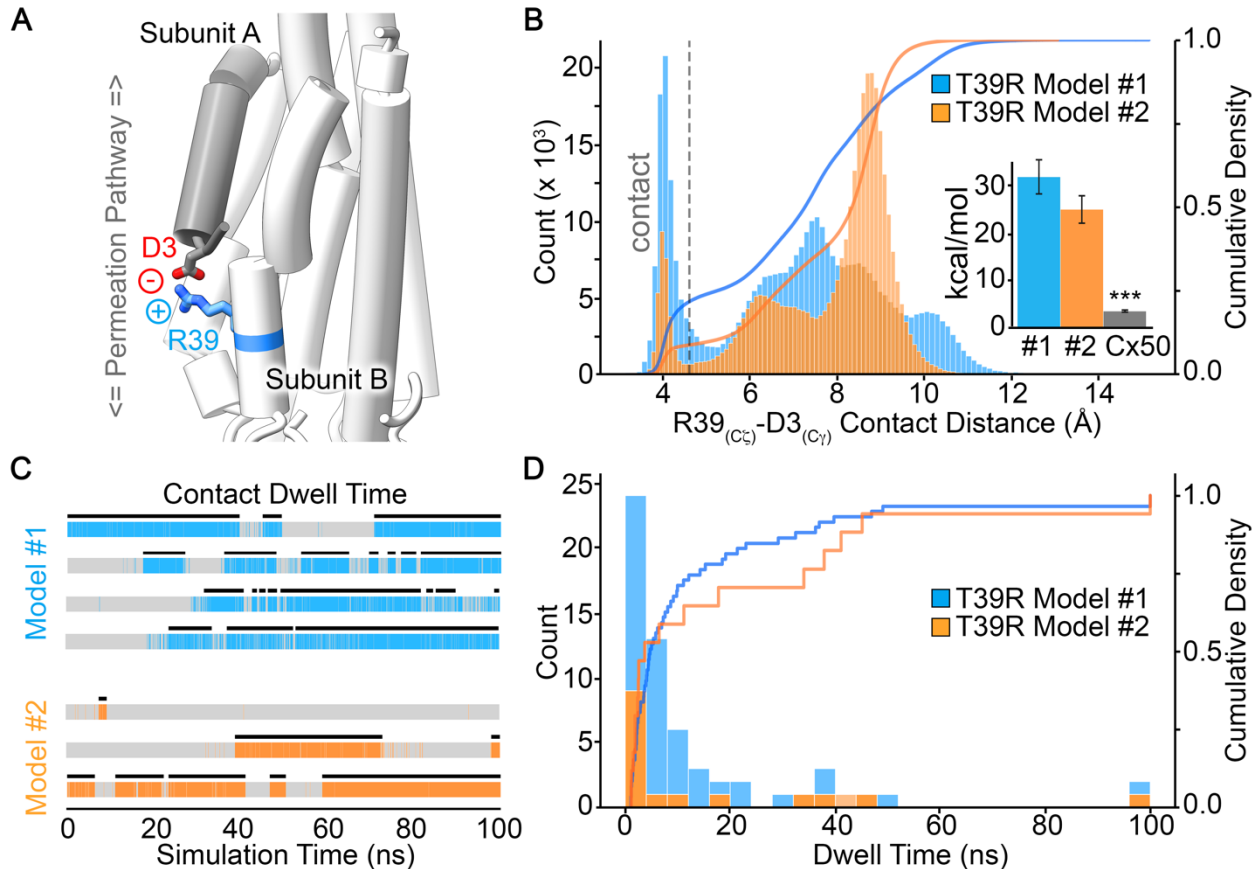 A
Subunit A
<= Permeation Pathway =>
D3
-
+
R39
Subunit B
B
Count (x 10³)
20
15
10
5
0
contact
T39R Model #1
T39R Model #2
kcal/mol
30
20
10
0
***
#1 #2 Cx50
1.0
0.5
0.0
Cumulative Density
4 6 8 10 12 14
R39(Cζ)-D3(Cγ) Contact Distance (Å)
C
Contact Dwell Time
Model #1
Model #2
0 20 40 60 80 100
Simulation Time (ns)
D
Count
25
20
15
10
5
0
T39R Model #1
T39R Model #2
1.0
0.5
0.0
Cumulative Density
0 20 40 60 80 100
Dwell Time (ns)